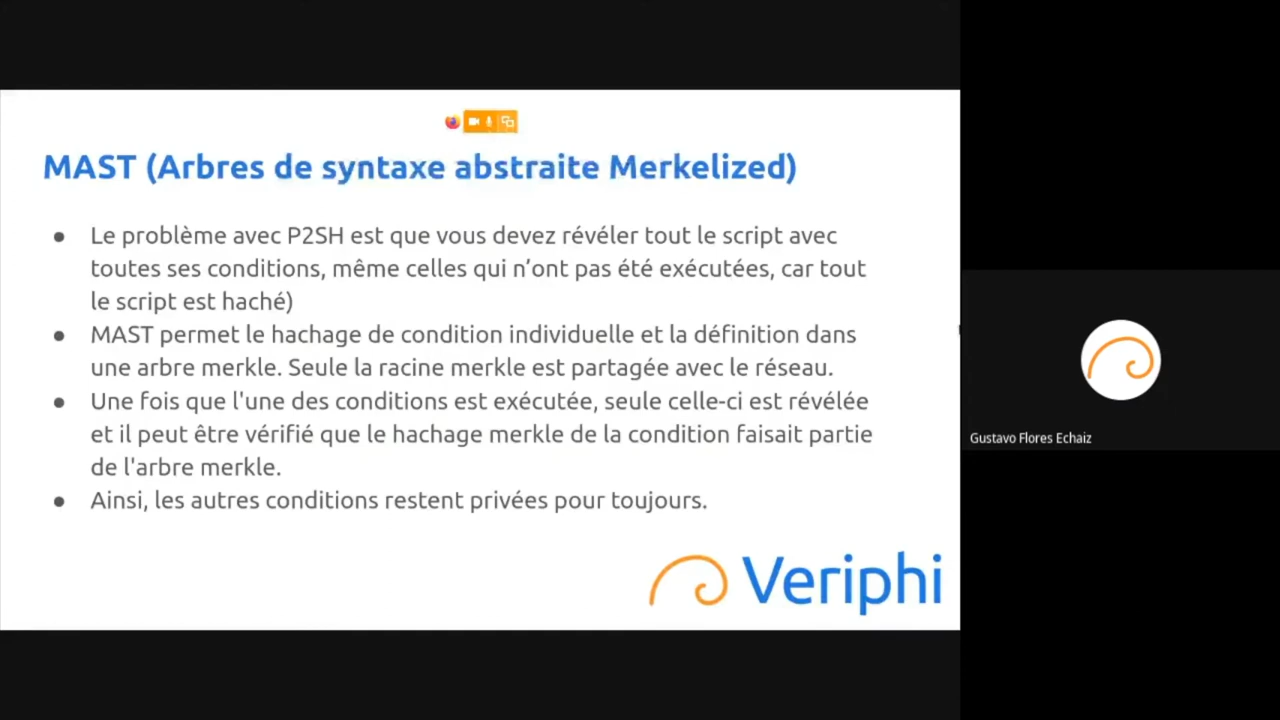 MAST (Arbres de syntaxe abstraite Merkelized)
● Le problème avec P2SH est que vous devez révéler tout le script avec
toutes ses conditions, même celles qui n’ont pas été exécutées, car tout
le script est haché)
● MAST permet le hachage de condition individuelle et la définition dans
une arbre merkle. Seule la racine merkle est partagée avec le réseau.
● Une fois que l'une des conditions est exécutée, seule celle-ci est révélée
et il peut être vérifié que le hachage merkle de la condition faisait partie
de l'arbre merkle.
● Ainsi, les autres conditions restent privées pour toujours.
Veriphi
Gustavo Flores Echaiz